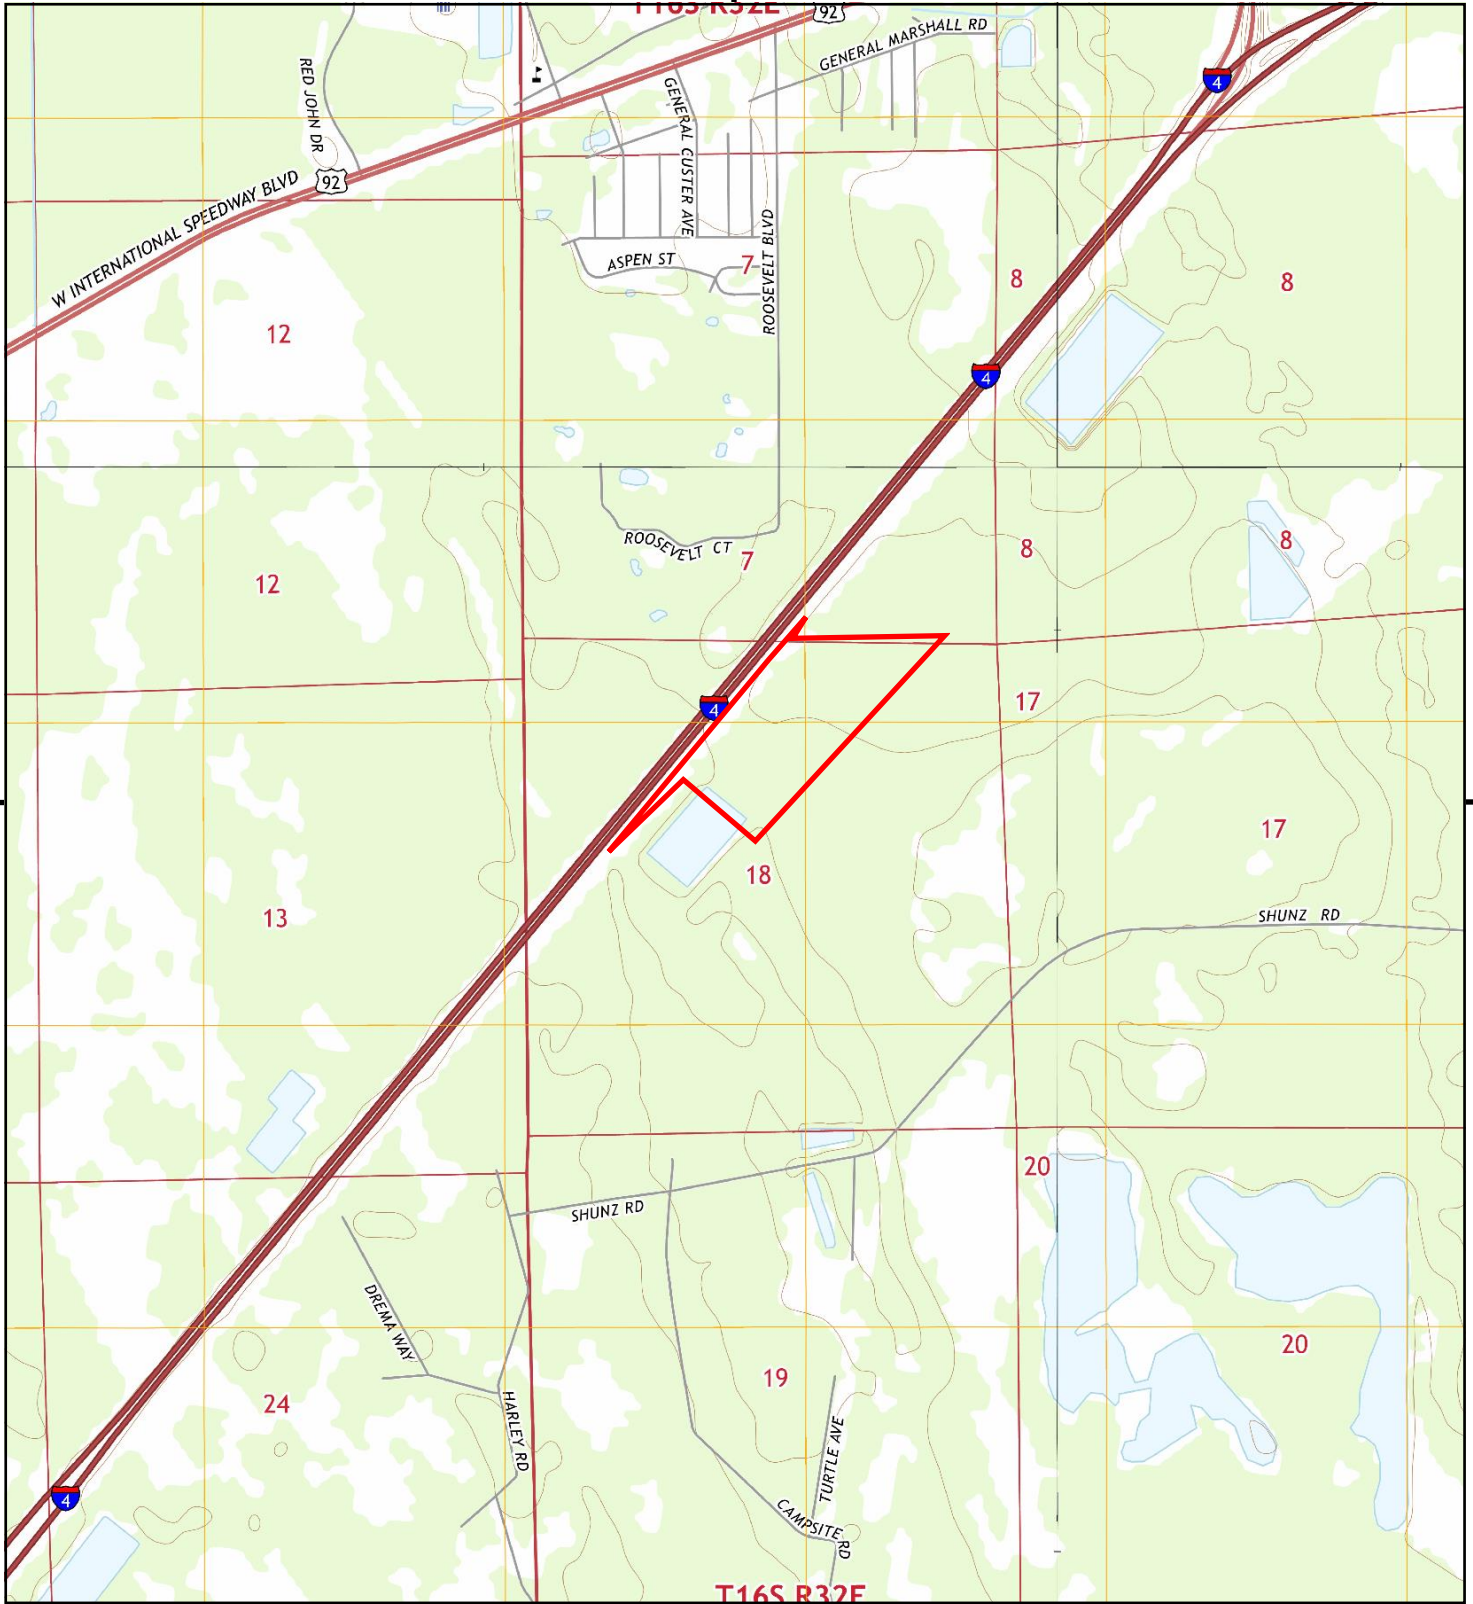 T16S R32E
92
GENERAL MARSHALL RD
4
RED JOHN DR
GENERAL CUSTER AVE
92
W INTERNATIONAL SPEEDWAY BLVD
ROOSEVELT BLVD
ASPEN ST
7
8
8
12
4
ROOSEVELT CT
7
8
8
12
17
4
17
18
13
SHUNZ RD
20
SHUNZ RD
DREMA WAY
20
19
24
HARLEY RD
TURTLE AVE
4
CAMPSITE RD
T16S R32E